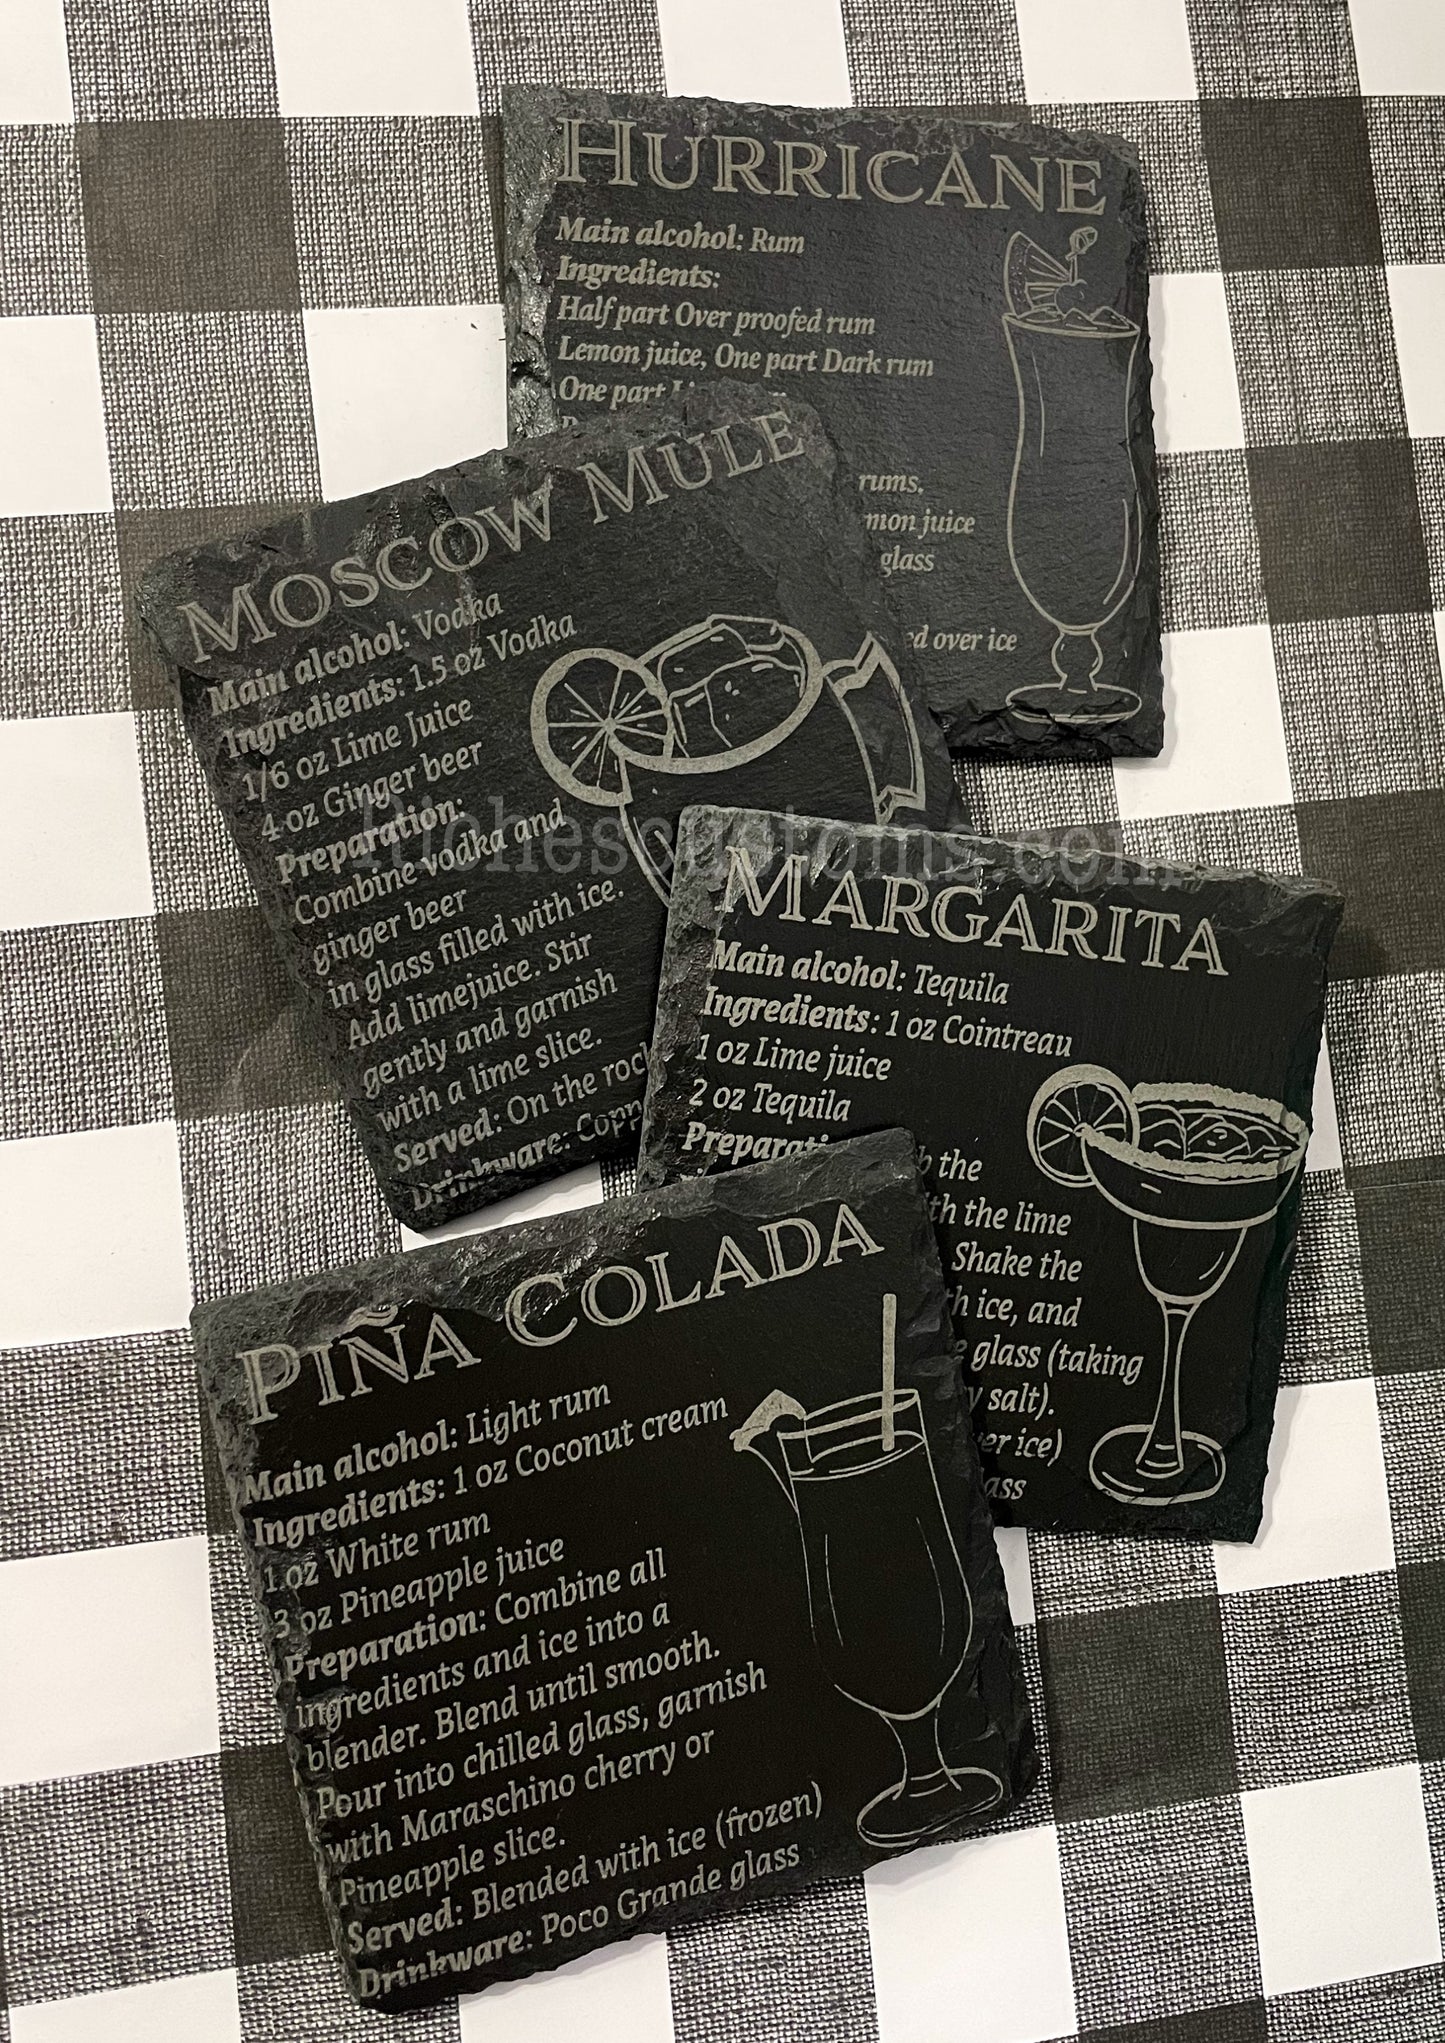 HURRICANE
Main alcohol: Rum
Ingredients:
Half part Over proofed rum
Lemon juice, One part Dark rum
One part
rums.
juice
glass
over ice
MOSCOW MULE
Main alcohol: Vodka
Ingredients: 1.5 oz Vodka
1/6 oz Lime Juice
4 oz Ginger beer
Preparation:
Combine vodka and
ginger beer
in glass filled with ice.
Add limejuice. Stir
gently and garnish
with a lime slice.
Served: On the
Drinkware:
Richescustoms.com
MARGARITA
Main alcohol: Tequila
Ingredients: 1 oz Cointreau
1 oz Lime juice
2 oz Tequila
the
the lime
Shake the
ice, and
glass (taking
salt).
ice)
PIÑA COLADA
Main alcohol: Light rum
Ingredients: 1 oz Coconut cream
1 oz White rum
3 oz Pineapple juice
Preparation: Combine all
ingredients and ice into a
blender. Blend until smooth.
Pour into chilled glass, garnish
with Maraschino cherry or
Pineapple slice.
Served: Blended with ice (frozen)
Drinkware: Poco Grande glass